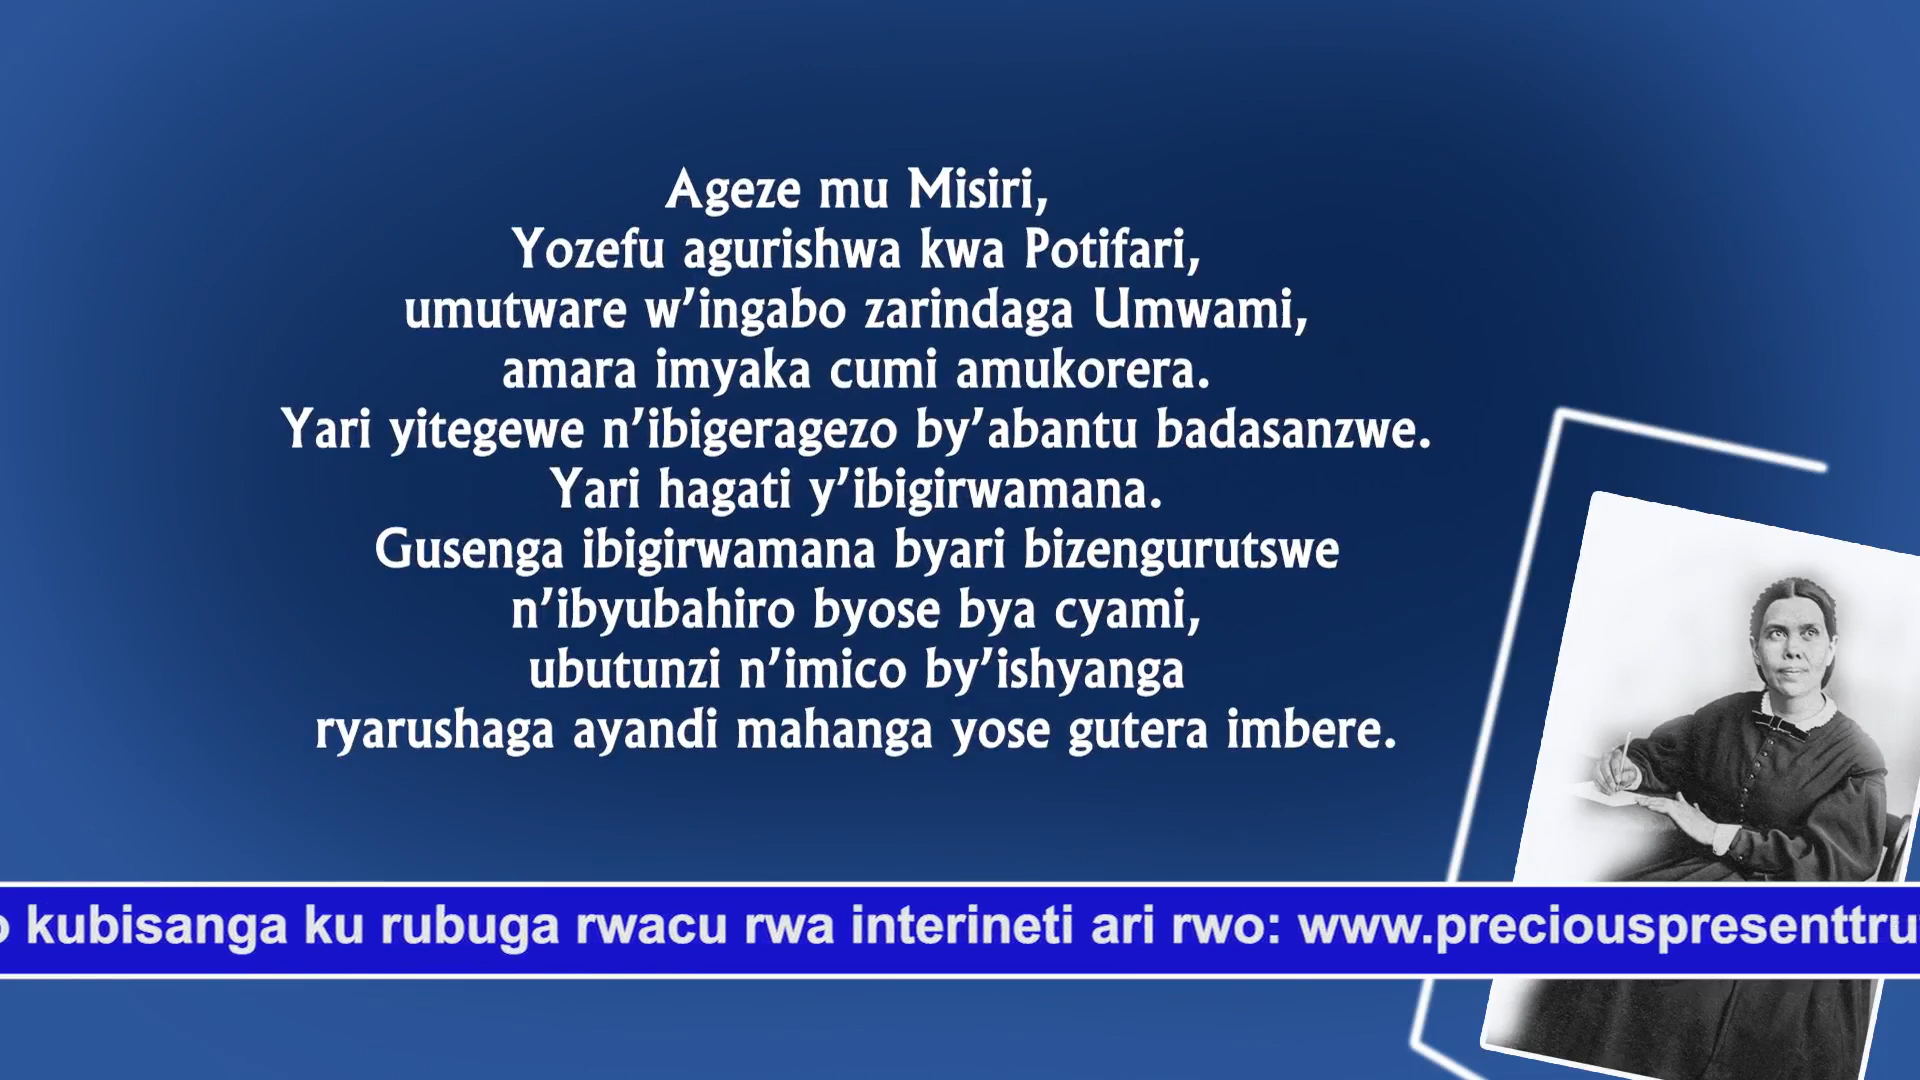 Ageze mu Misiri,
Yozefu agurishwa kwa Potifari,
umutware w’ingabo zarindaga Umwami,
amara imyaka cumi amukorera.
Yari yitegewe n’ibigeragezo by’abantu badasanzwe.
Yari hagati y’ibigirwamana.
Gusenga ibigirwamana byari bizengurutswe
n’ibyubahiro byose bya cyami,
ubutunzi n’imico by’ishyanga
ryarushaga ayandi mahanga yose gutera imbere.
kubisanga ku rubuga rwacu rwa interineti ari rwo: www.preciouspresenttru